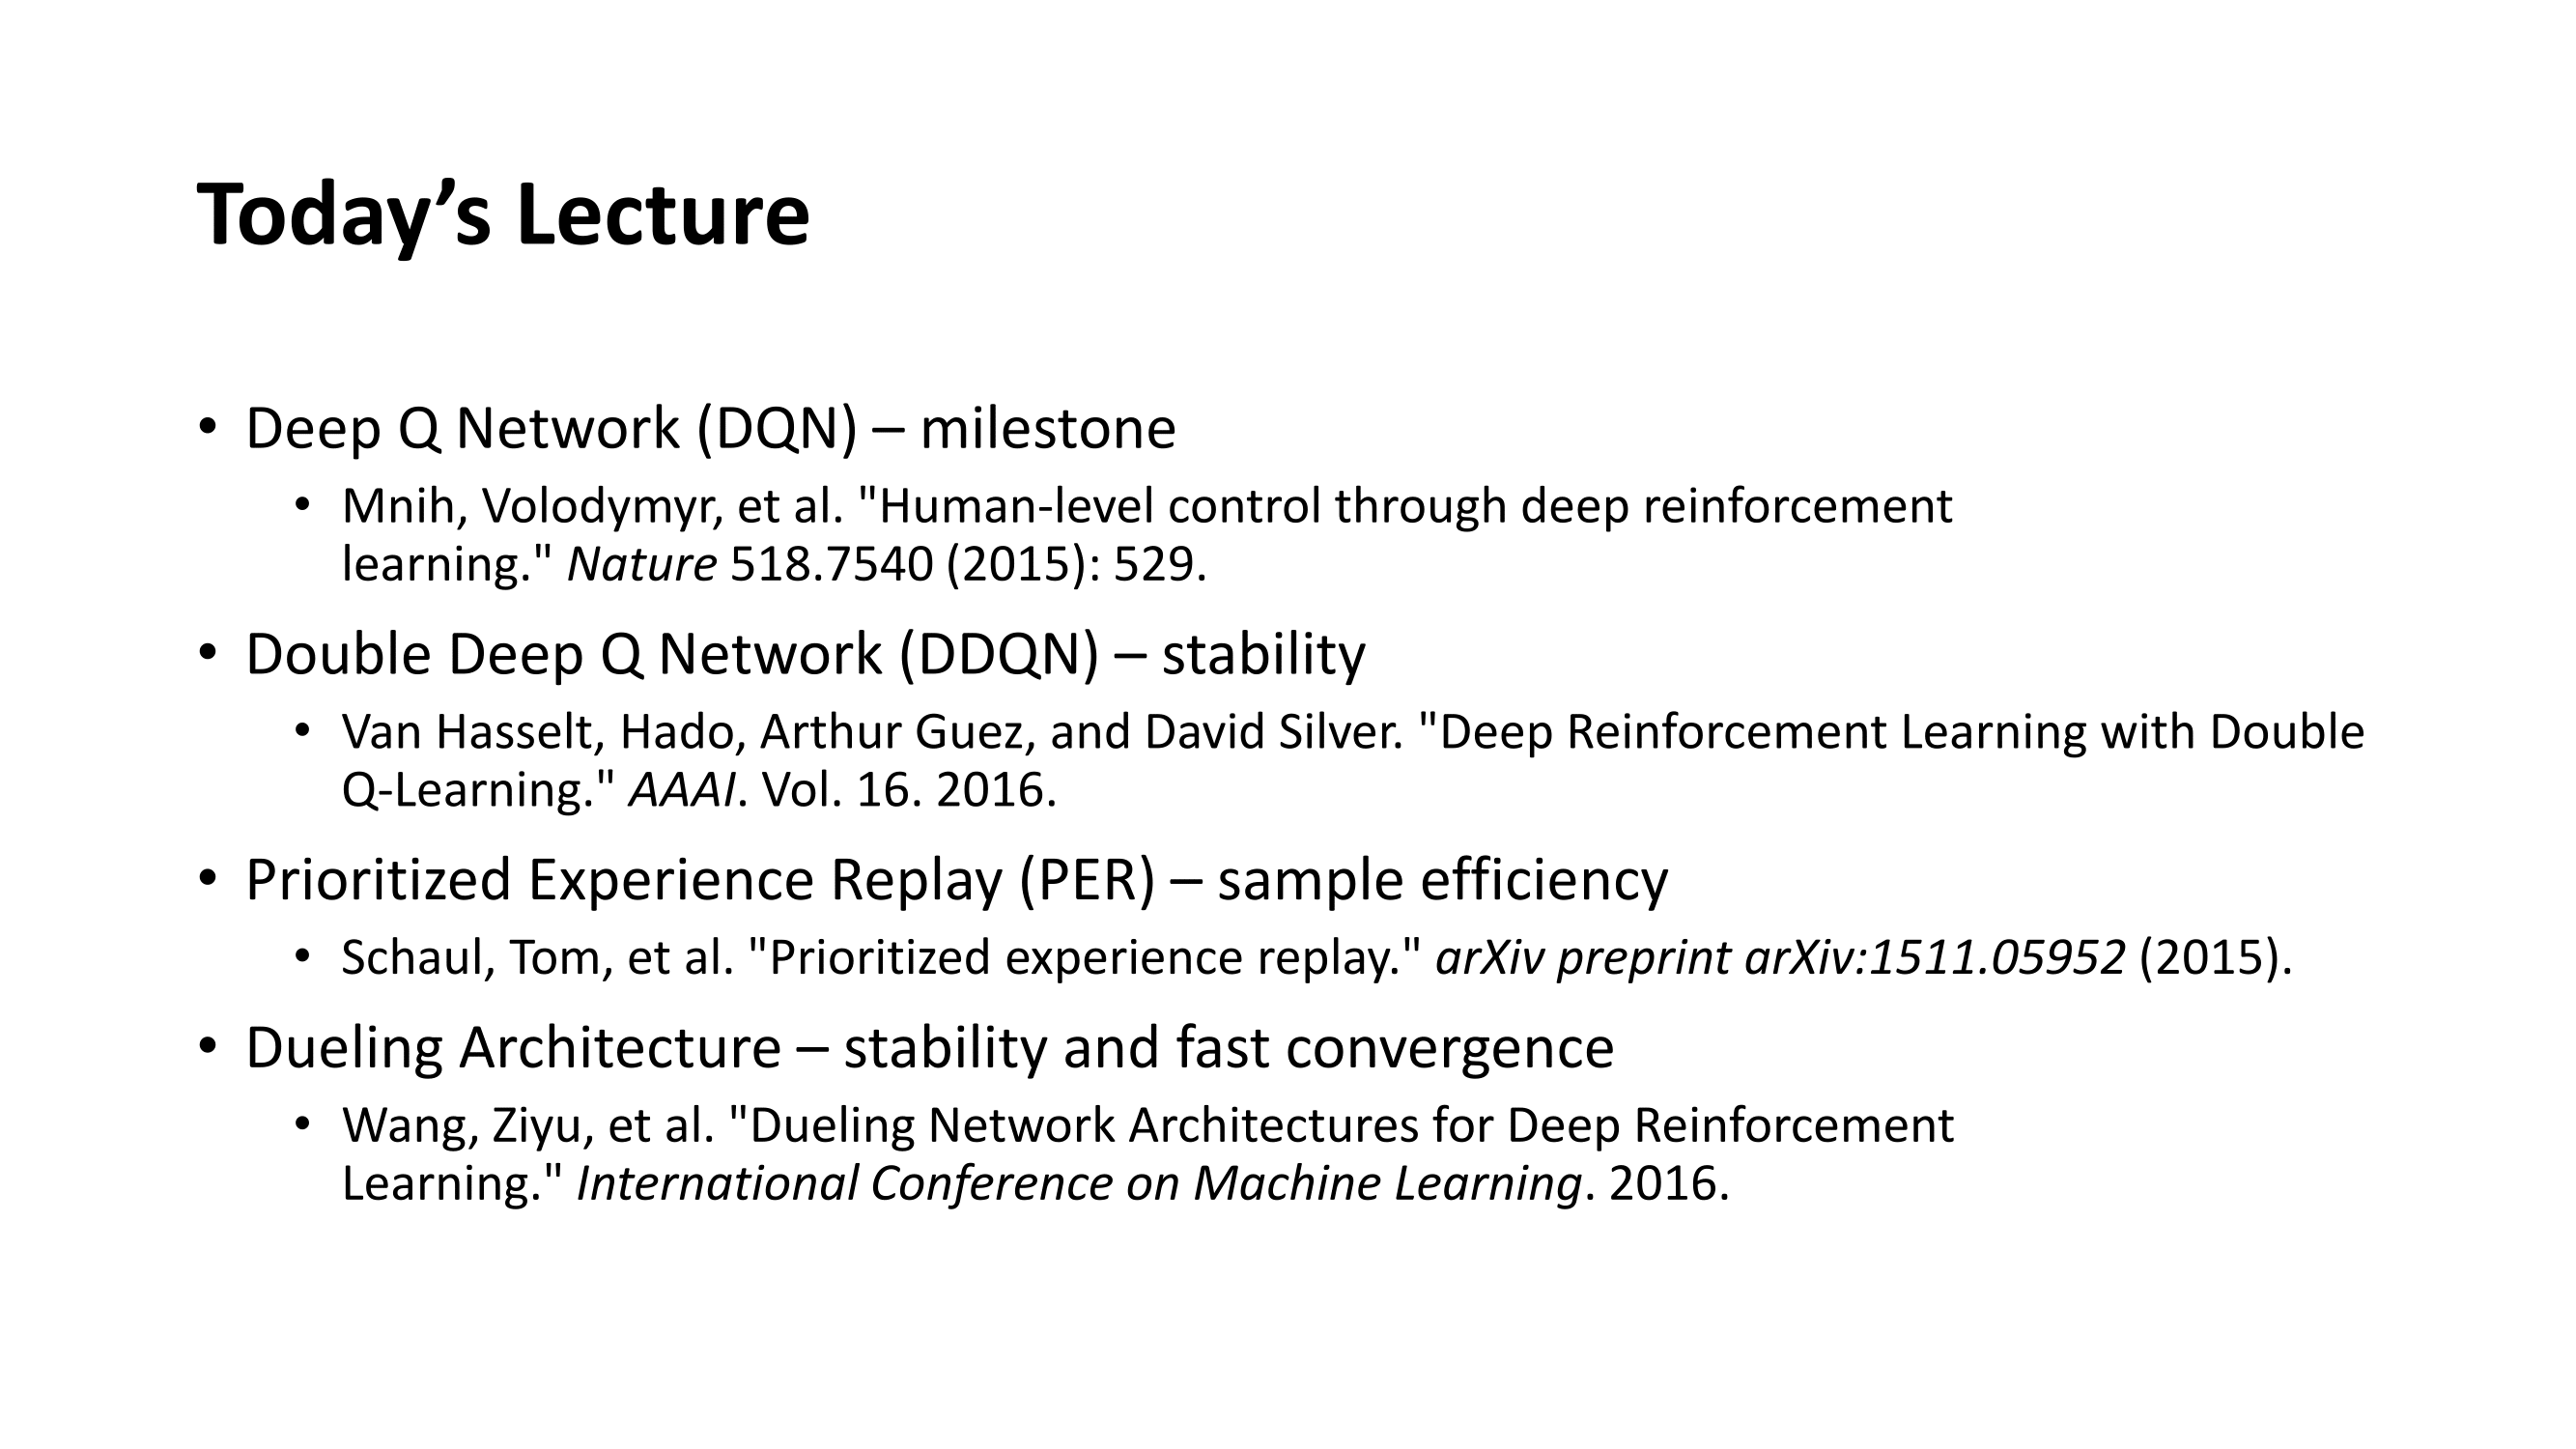 Today’s Lecture
• Deep Q Network (DQN) – milestone
• Mnih, Volodymyr, et al. "Human-level control through deep reinforcement
learning." Nature 518.7540 (2015): 529.
• Double Deep Q Network (DDQN) – stability
• Van Hasselt, Hado, Arthur Guez, and David Silver. "Deep Reinforcement Learning with Double
Q-Learning." AAAI. Vol. 16. 2016.
• Prioritized Experience Replay (PER) – sample efficiency
• Schaul, Tom, et al. "Prioritized experience replay." arXiv preprint arXiv:1511.05952 (2015).
• Dueling Architecture – stability and fast convergence
• Wang, Ziyu, et al. "Dueling Network Architectures for Deep Reinforcement
Learning." International Conference on Machine Learning. 2016.